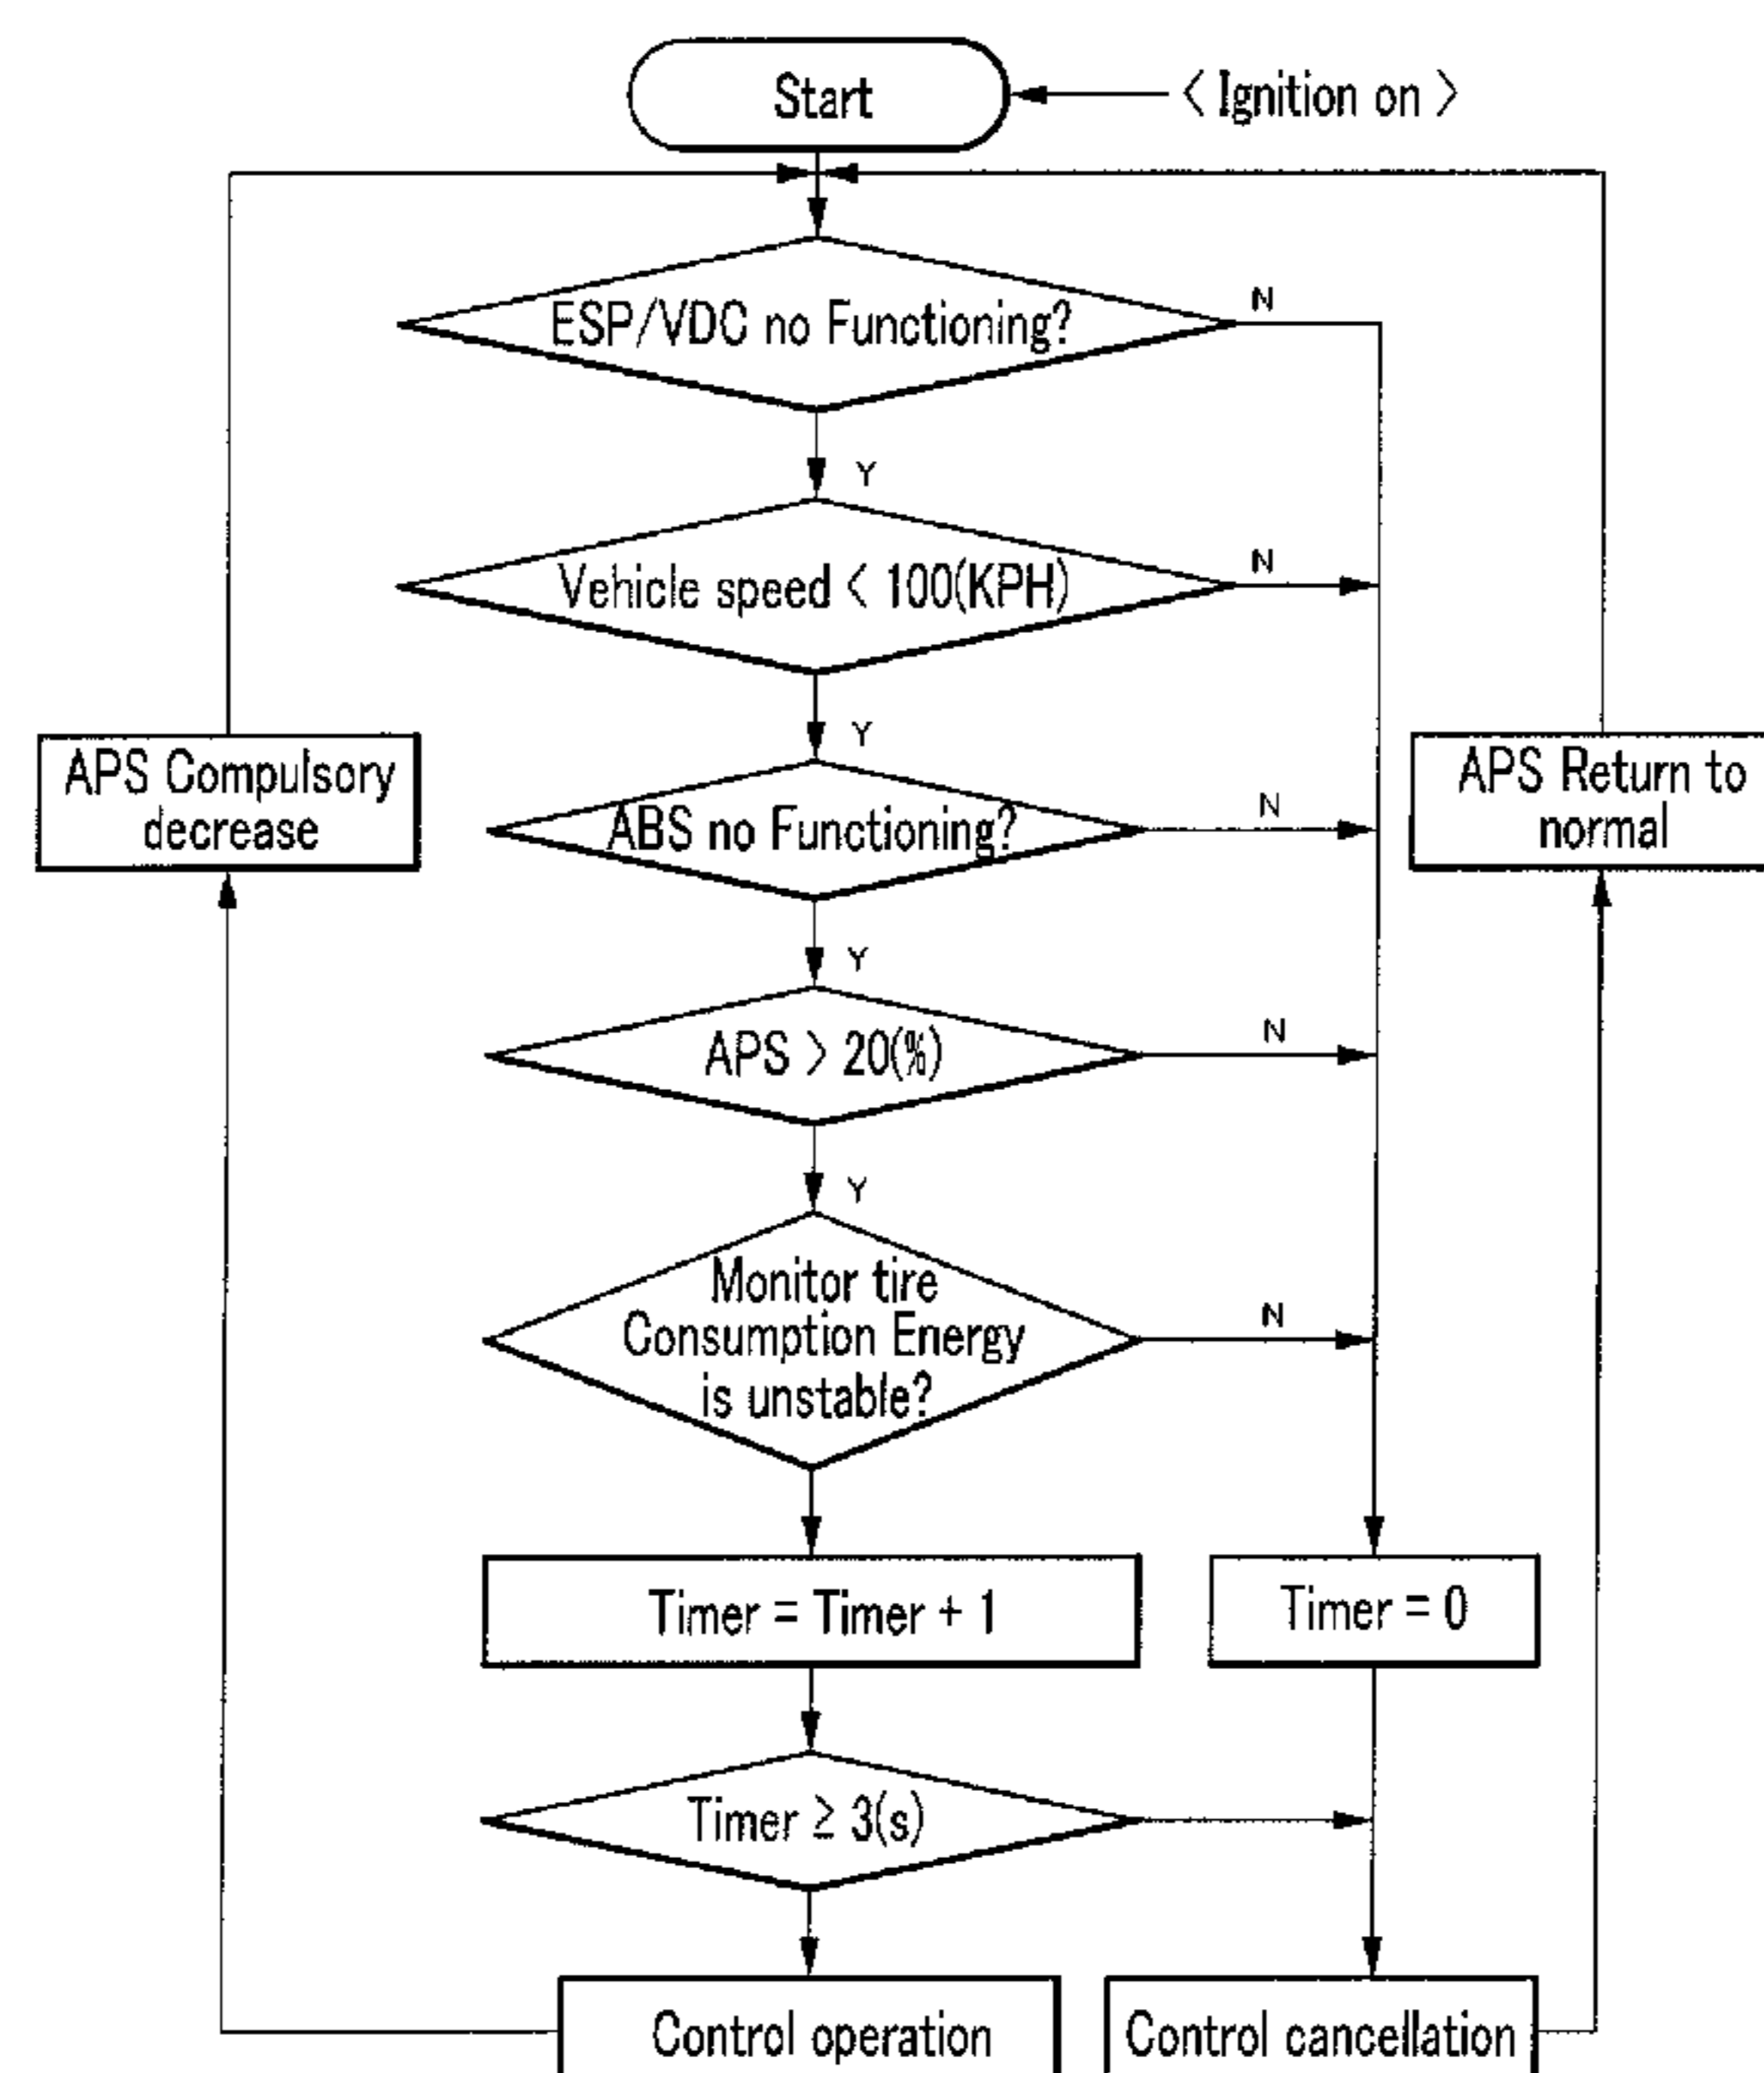 Start
< Ignition on >
ESP/VDC no Functioning?
N
Y
Vehicle speed < 100(KPH)
N
Y
APS Compulsory
decrease
ABS no Functioning?
N
APS Return to
normal
Y
APS > 20(%)
N
Y
Monitor tire
Consumption Energy
is unstable?
N
Timer = Timer + 1
Timer = 0
Timer ≥ 3(s)
Control operation
Control cancellation